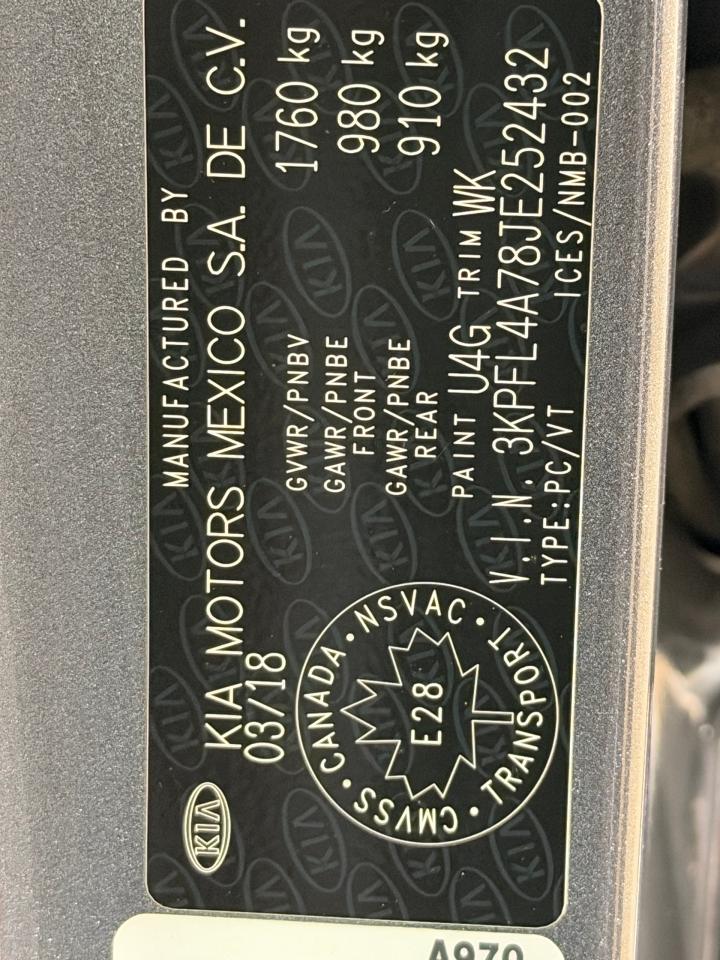 MANUFACTURED BY
KIA
KIA MOTORS MEXICO S.A. DE C.V.
03/18
GVWR/PNBV 1760 kg
GAWR/PNBE FRONT 980 kg
GAWR/PNBE REAR 910 kg
PAINT U4G TRIM WK
V.I.N. 3KPFL4A78JE252432
TYPE:PC/VT ICES/NMB-002
CANADA • NSVAC • TRANSPORT • CMVSS •
E28
A970